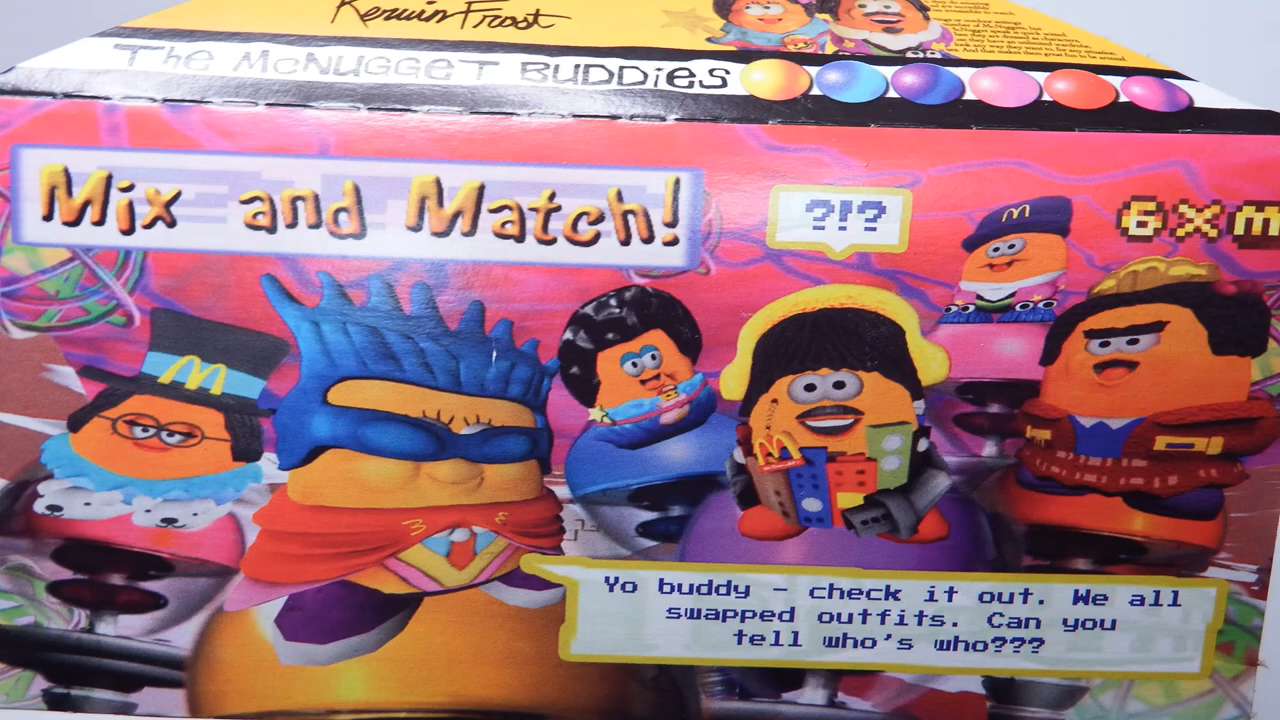 Kerwin Frost
The McNUGGET BUDDies
Mix and Match!
?!?
6 x m
Yo buddy – check it out. We all
swapped outfits. Can you
tell who's who???